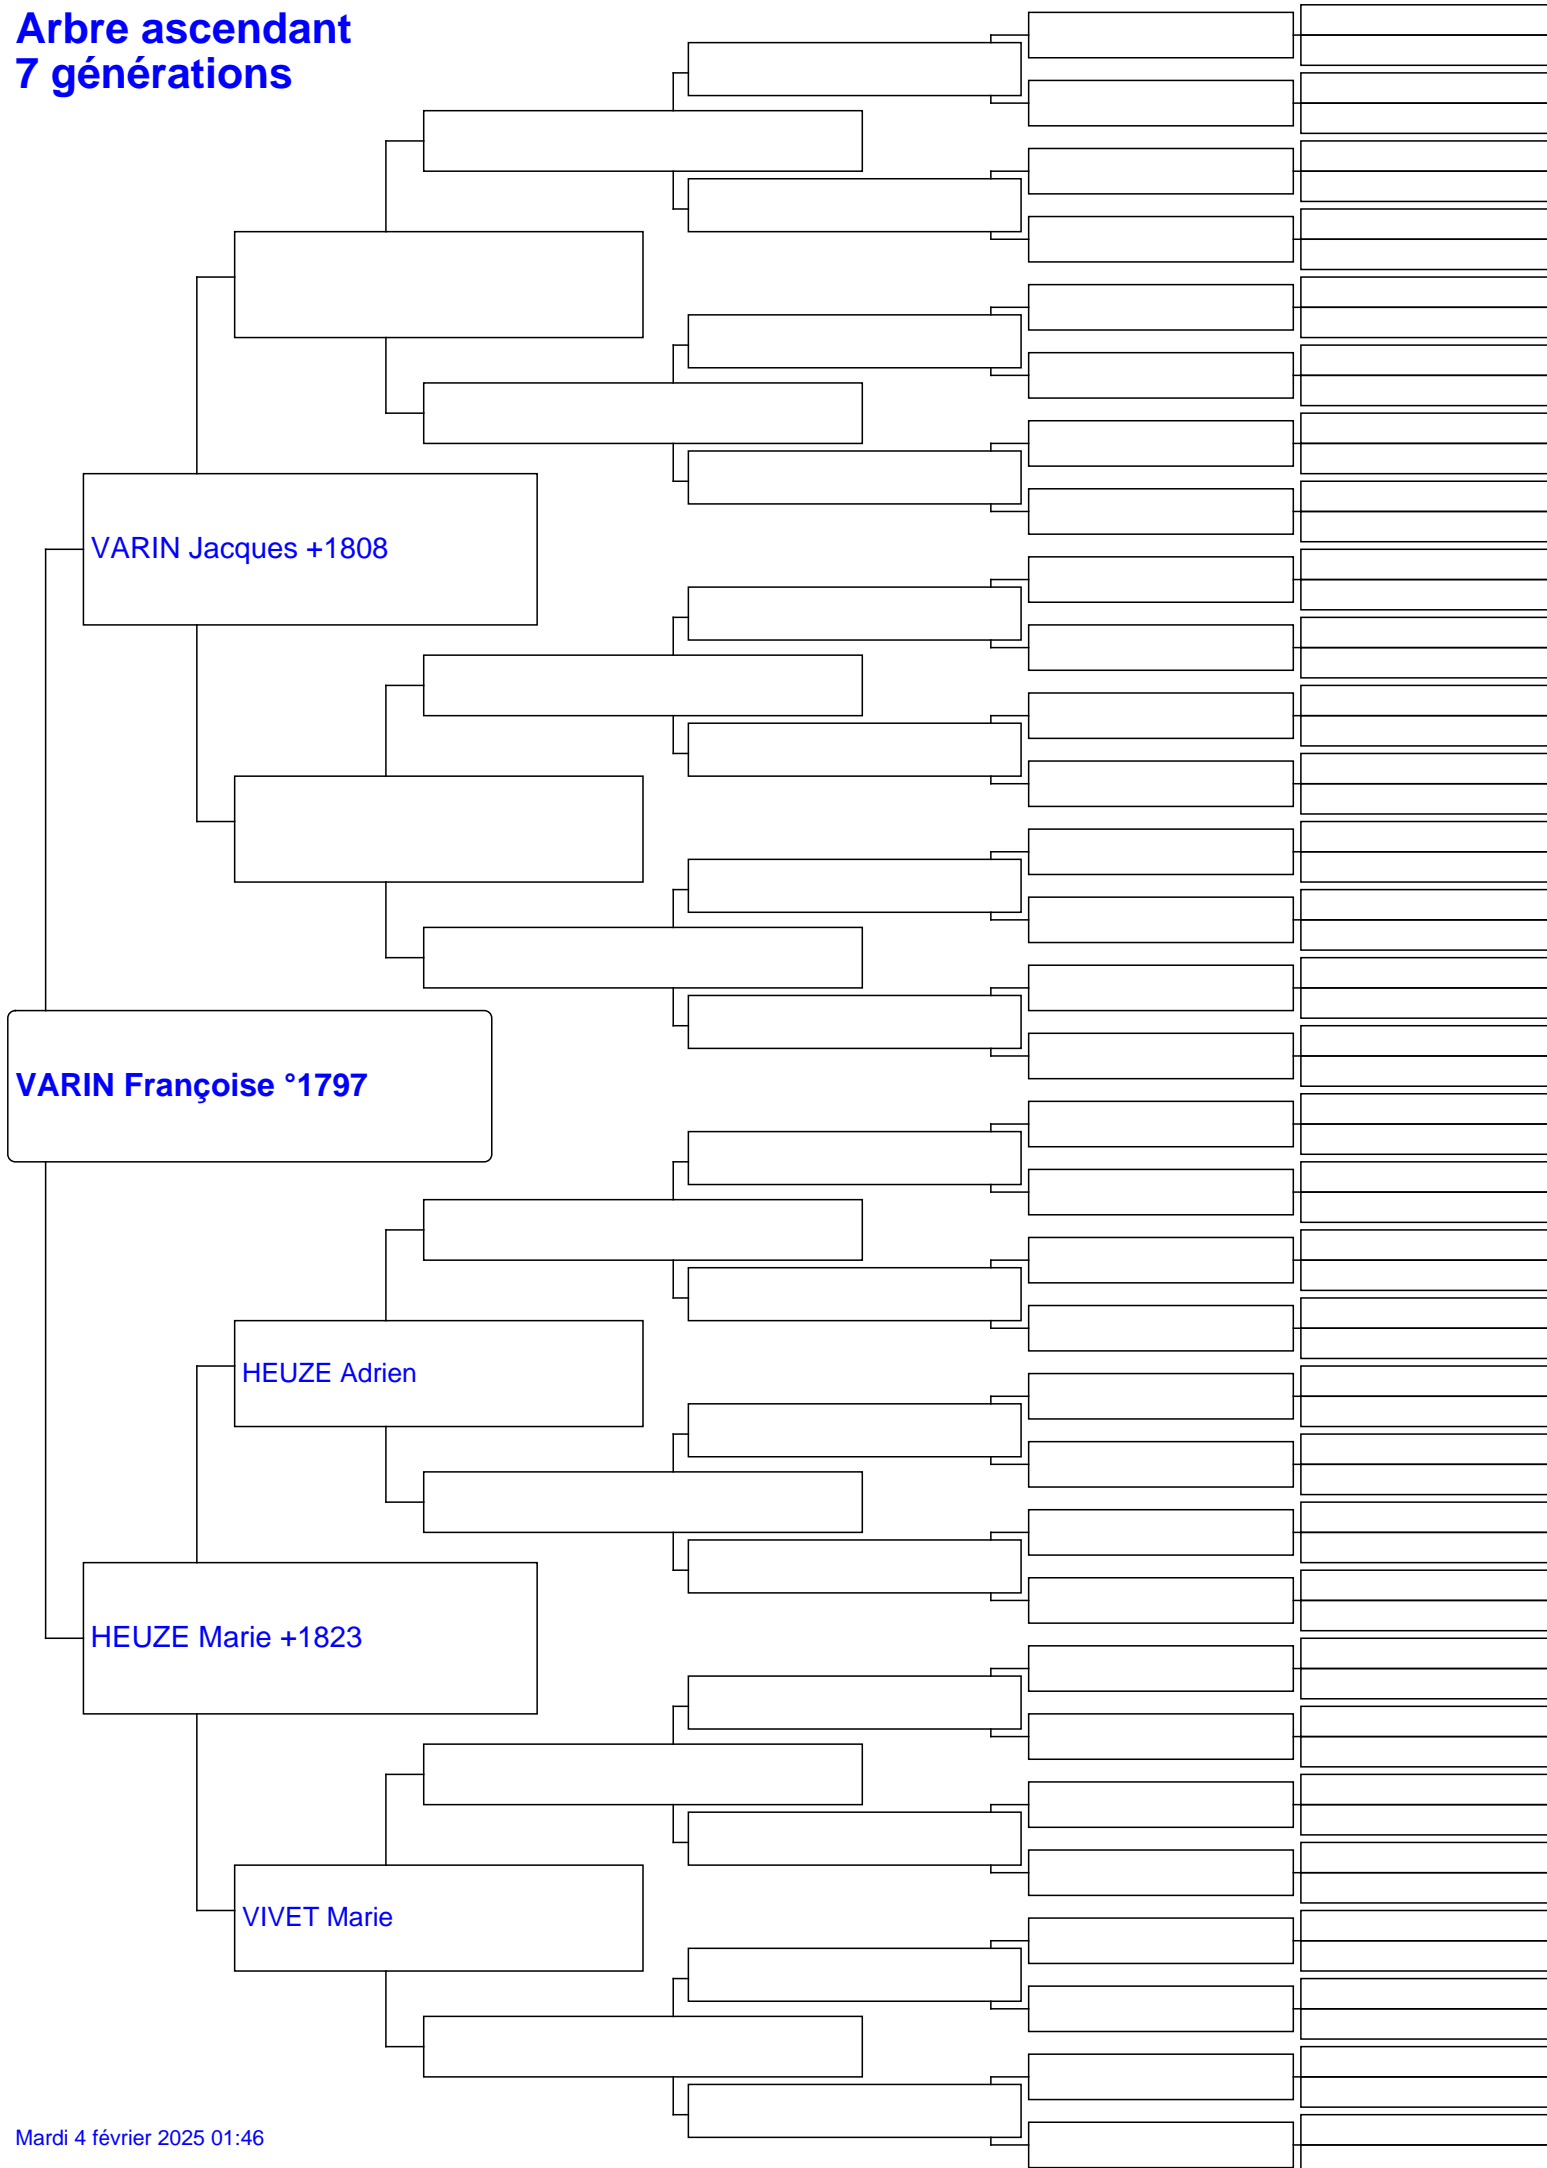 Arbre ascendant
7 générations
VARIN Jacques +1808
VARIN Françoise °1797
HEUZE Adrien
HEUZE Marie +1823
VIVET Marie
Mardi 4 février 2025 01:46